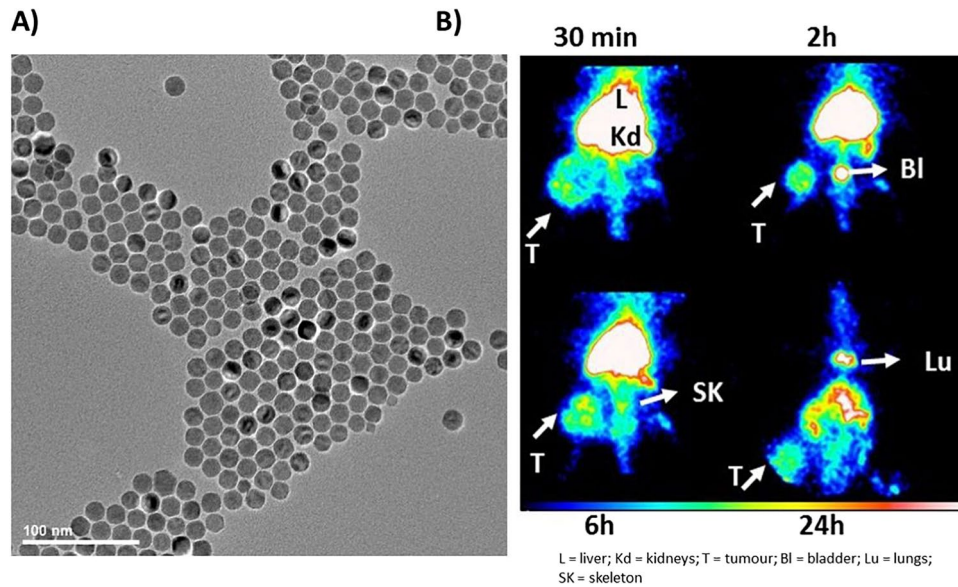 A)
B)
30 min
2h
L
Kd
T
T
Bl
T
SK
T
Lu
100 nm
6h
24h
L = liver; Kd = kidneys; T = tumour; Bl = bladder; Lu = lungs;
SK = skeleton